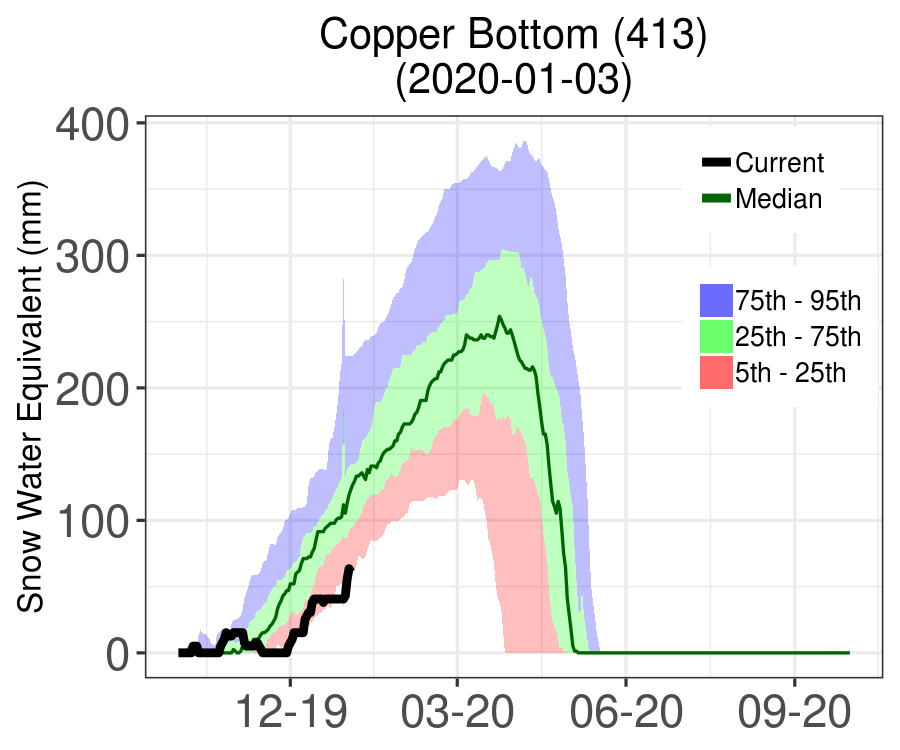 Copper Bottom (413)
(2020-01-03)
Snow Water Equivalent (mm)
400
300
200
100
0
12-19
03-20
06-20
09-20
Current
Median
75th - 95th
25th - 75th
5th - 25th